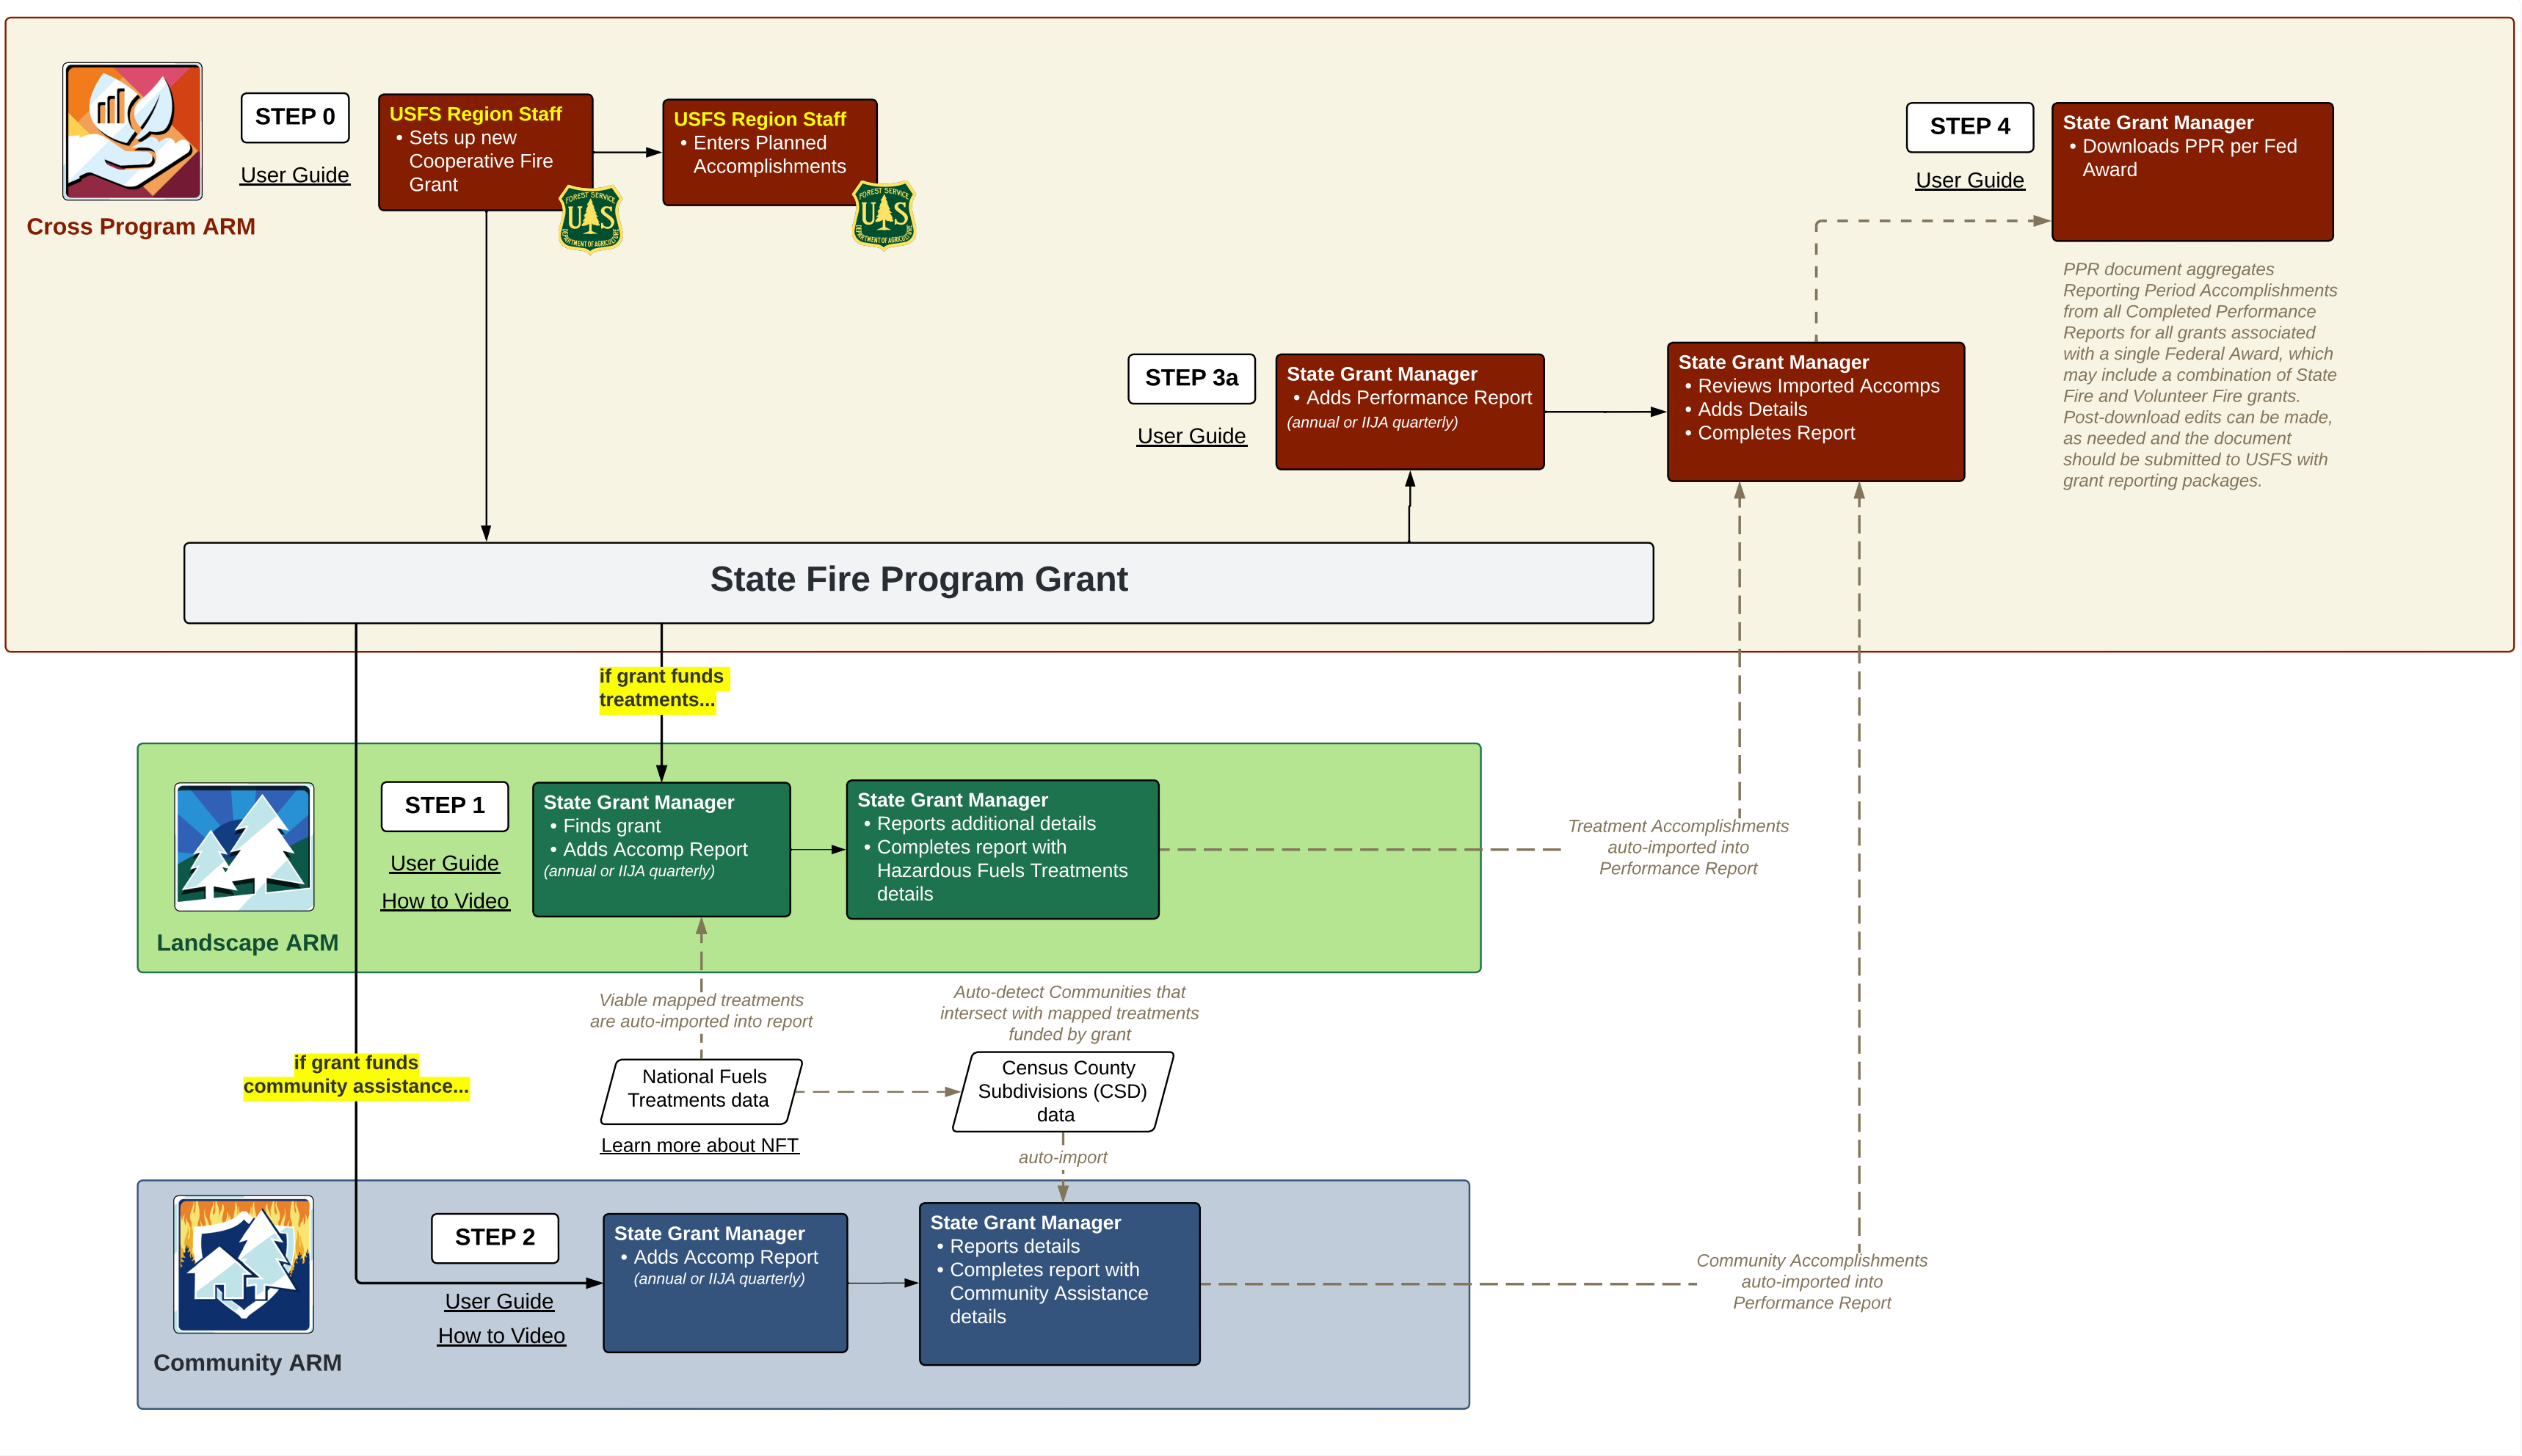 STEP 0
User Guide
Cross Program ARM
USFS Region Staff
• Sets up new
Cooperative Fire
Grant
FOREST SERVICE
U S
DEPARTMENT OF AGRICULTURE
USFS Region Staff
• Enters Planned
Accomplishments
FOREST SERVICE
U S
DEPARTMENT OF AGRICULTURE
STEP 4
User Guide
State Grant Manager
• Downloads PPR per Fed
Award
PPR document aggregates
Reporting Period Accomplishments
from all Completed Performance
Reports for all grants associated
with a single Federal Award, which
may include a combination of State
Fire and Volunteer Fire grants.
Post-download edits can be made,
as needed and the document
should be submitted to USFS with
grant reporting packages.
STEP 3a
User Guide
State Grant Manager
• Adds Performance Report
(annual or IIJA quarterly)
State Grant Manager
• Reviews Imported Accomps
• Adds Details
• Completes Report
State Fire Program Grant
if grant funds
treatments...
Landscape ARM
STEP 1
User Guide
How to Video
State Grant Manager
• Finds grant
• Adds Accomp Report
(annual or IIJA quarterly)
State Grant Manager
• Reports additional details
• Completes report with
Hazardous Fuels Treatments
details
Treatment Accomplishments
auto-imported into
Performance Report
Viable mapped treatments
are auto-imported into report
Auto-detect Communities that
intersect with mapped treatments
funded by grant
if grant funds
community assistance...
National Fuels
Treatments data
Learn more about NFT
Census County
Subdivisions (CSD)
data
auto-import
Community ARM
STEP 2
User Guide
How to Video
State Grant Manager
• Adds Accomp Report
(annual or IIJA quarterly)
State Grant Manager
• Reports details
• Completes report with
Community Assistance
details
Community Accomplishments
auto-imported into
Performance Report